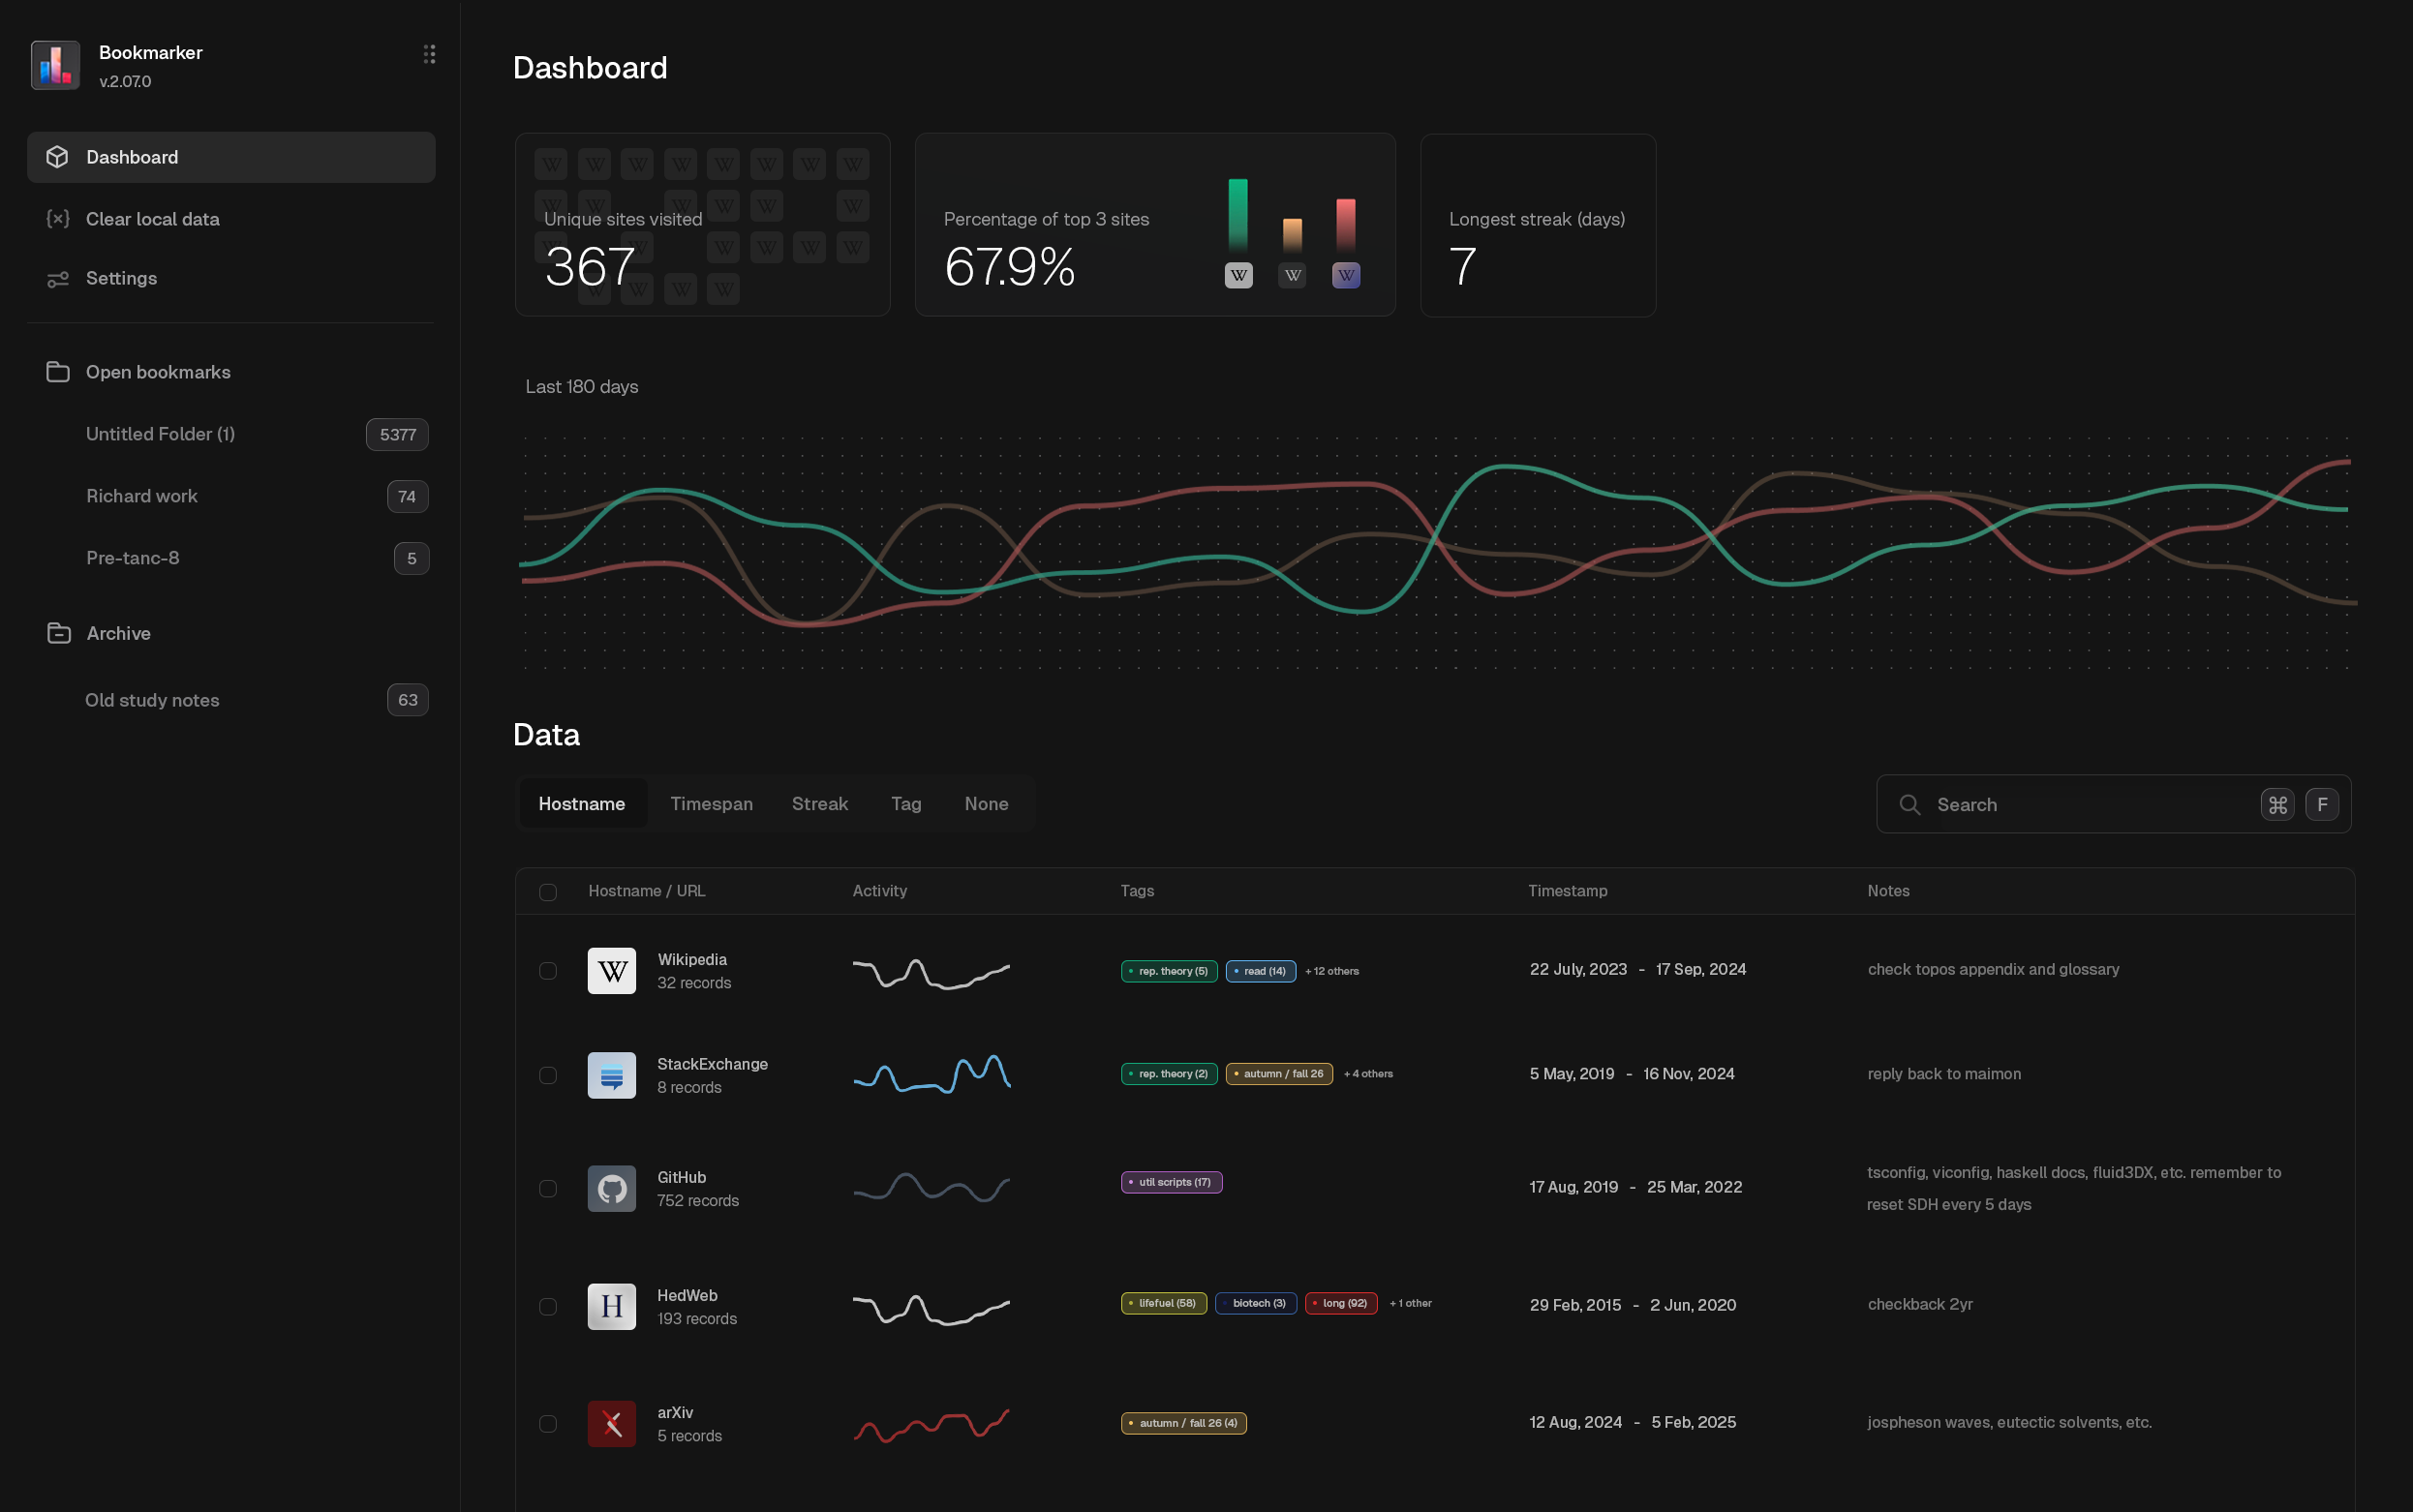 Bookmarker
v.2.07.0
Dashboard
Clear local data
Settings
Open bookmarks
Untitled Folder (1) 5377
Richard work 74
Pre-tanc-8 5
Archive
Old study notes 63
Dashboard
W W W W W W W W
W W W W W W
W W W W W W
W W W W
Unique sites visited
367
Percentage of top 3 sites
67.9%
W W W
Longest streak (days)
7
Last 180 days
Data
Hostname Timespan Streak Tag None
Search ⌘ F
Hostname / URL Activity Tags Timestamp Notes
W Wikipedia
32 records
rep. theory (5) read (14) + 12 others
22 July, 2023 - 17 Sep, 2024
check topos appendix and glossary
StackExchange
8 records
rep. theory (2) autumn / fall 26 + 4 others
5 May, 2019 - 16 Nov, 2024
reply back to maimon
GitHub
752 records
util scripts (17)
17 Aug, 2019 - 25 Mar, 2022
tsconfig, viconfig, haskell docs, fluid3DX, etc. remember to
reset SDH every 5 days
H HedWeb
193 records
lifefuel (58) biotech (3) long (92) + 1 other
29 Feb, 2015 - 2 Jun, 2020
checkback 2yr
arXiv
5 records
autumn / fall 26 (4)
12 Aug, 2024 - 5 Feb, 2025
jospheson waves, eutectic solvents, etc.